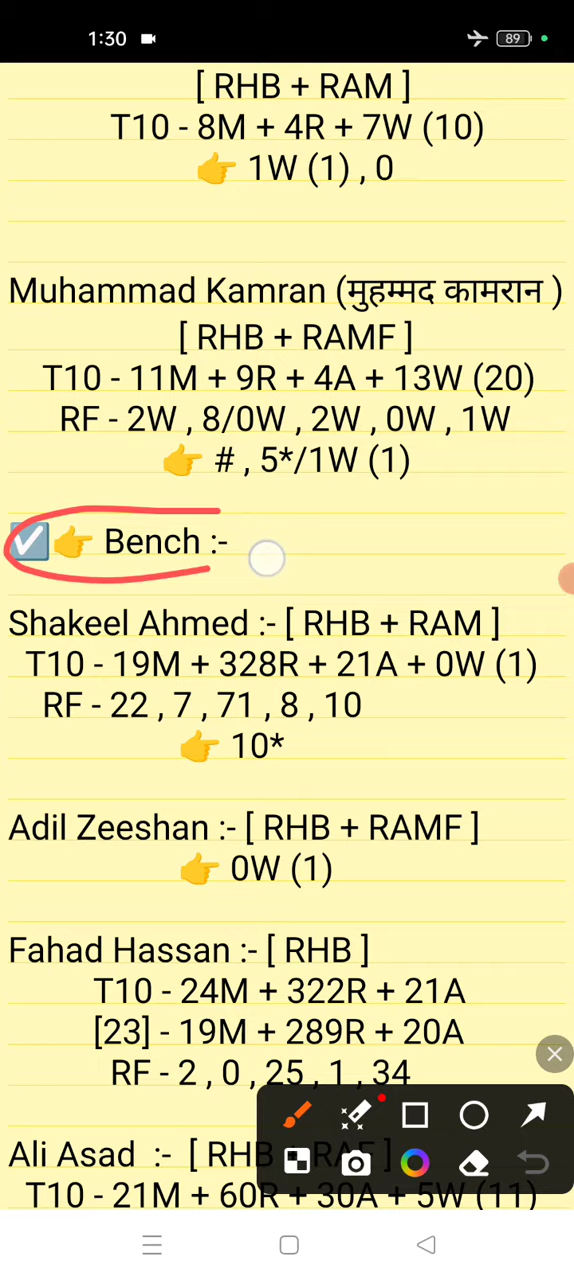 1:30
89
[ RHB + RAM ]
T10 - 8M + 4R + 7W (10)
👉 1W (1) , 0
Muhammad Kamran (मुहम्मद कामरान )
[ RHB + RAMF ]
T10 - 11M + 9R + 4A + 13W (20)
RF - 2W , 8/0W , 2W , 0W , 1W
👉 # , 5*/1W (1)
☑️👉 Bench :-
Shakeel Ahmed :- [ RHB + RAM ]
T10 - 19M + 328R + 21A + 0W (1)
RF - 22 , 7 , 71 , 8 , 10
👉 10*
Adil Zeeshan :- [ RHB + RAMF ]
👉 0W (1)
Fahad Hassan :- [ RHB ]
T10 - 24M + 322R + 21A
[23] - 19M + 289R + 20A
RF - 2 , 0 , 25 , 1 , 34
Ali Asad :- [ RHB + RAF ]
T10 - 21M + 60R + 30A + 5W (11)